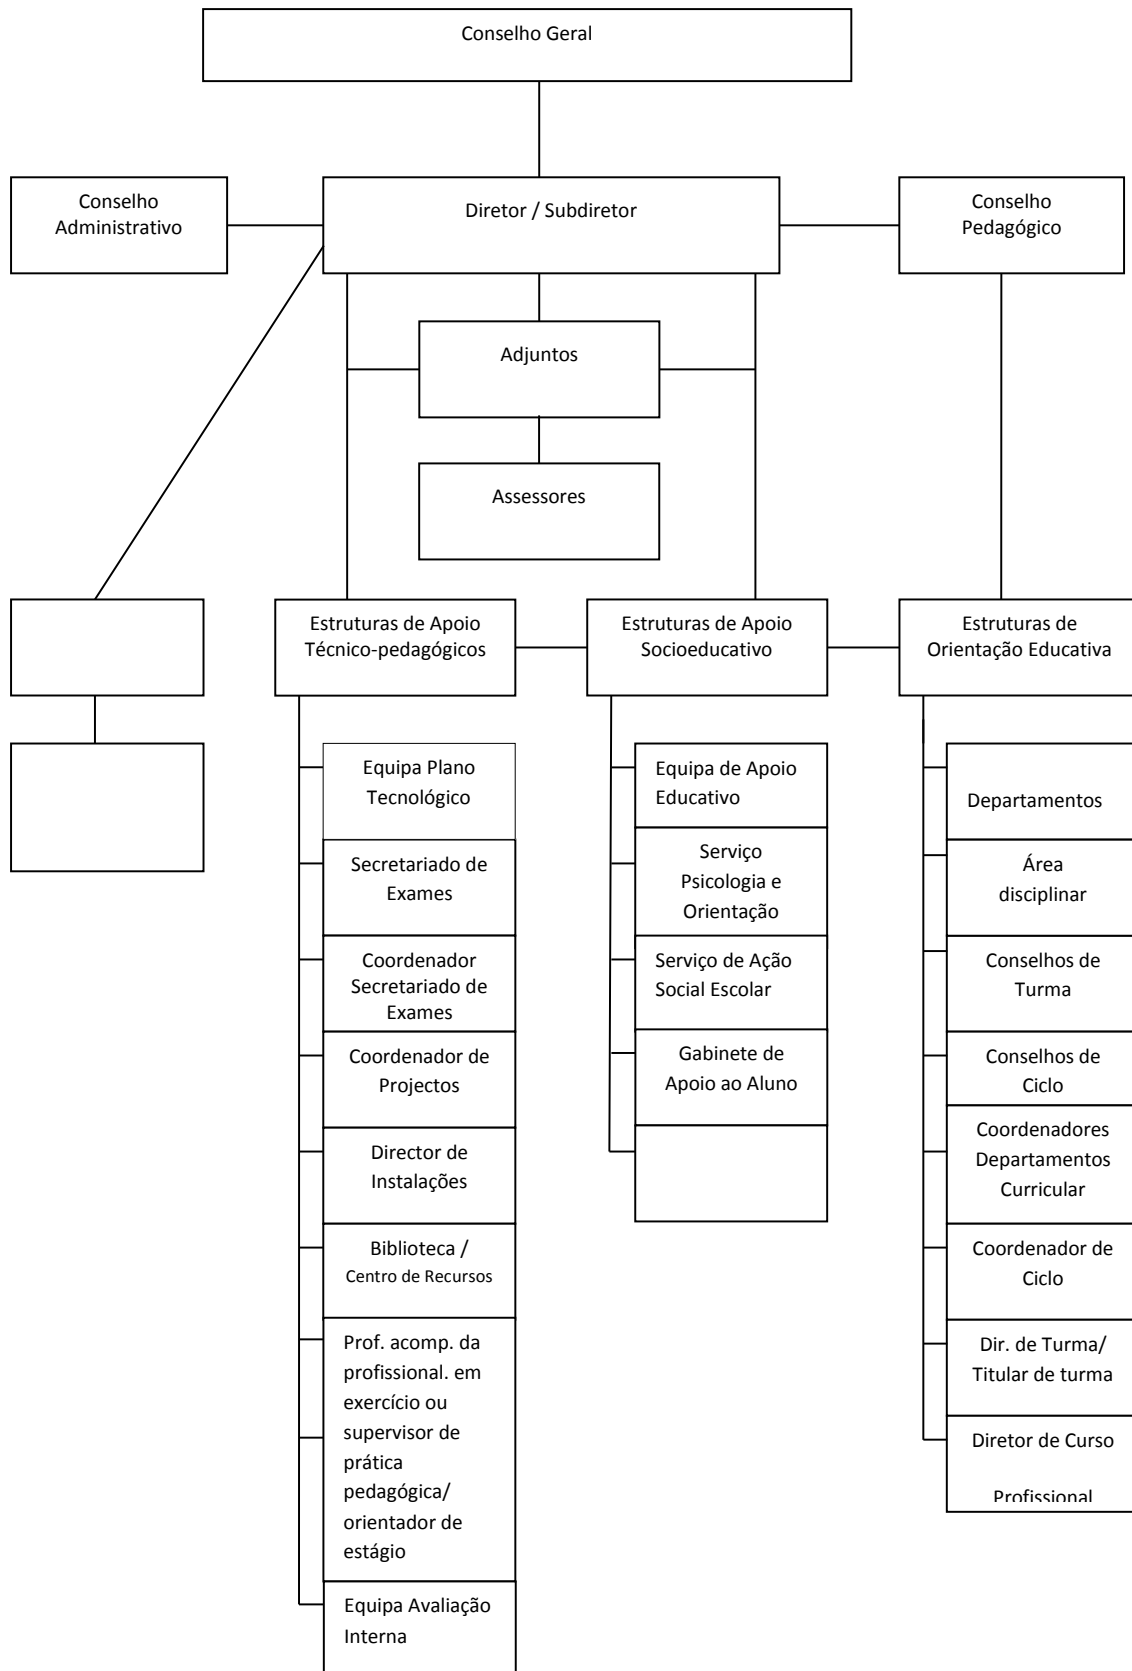 Conselho Geral
Conselho
Administrativo
Diretor / Subdiretor
Conselho
Pedagógico
Adjuntos
Assessores
Estruturas de Apoio
Técnico-pedagógicos
Estruturas de Apoio
Socioeducativo
Estruturas de
Orientação Educativa
Equipa Plano
Tecnológico
Secretariado de
Exames
Coordenador
Secretariado de
Exames
Coordenador de
Projectos
Director de
Instalações
Biblioteca /
Centro de Recursos
Prof. acomp. da
profissional. em
exercício ou
supervisor de
prática
pedagógica/
orientador de
estágio
Equipa Avaliação
Interna
Equipa de Apoio
Educativo
Serviço
Psicologia e
Orientação
Serviço de Ação
Social Escolar
Gabinete de
Apoio ao Aluno
Departamentos
Área
disciplinar
Conselhos de
Turma
Conselhos de
Ciclo
Coordenadores
Departamentos
Curricular
Coordenador de
Ciclo
Dir. de Turma/
Titular de turma
Diretor de Curso
Profissional